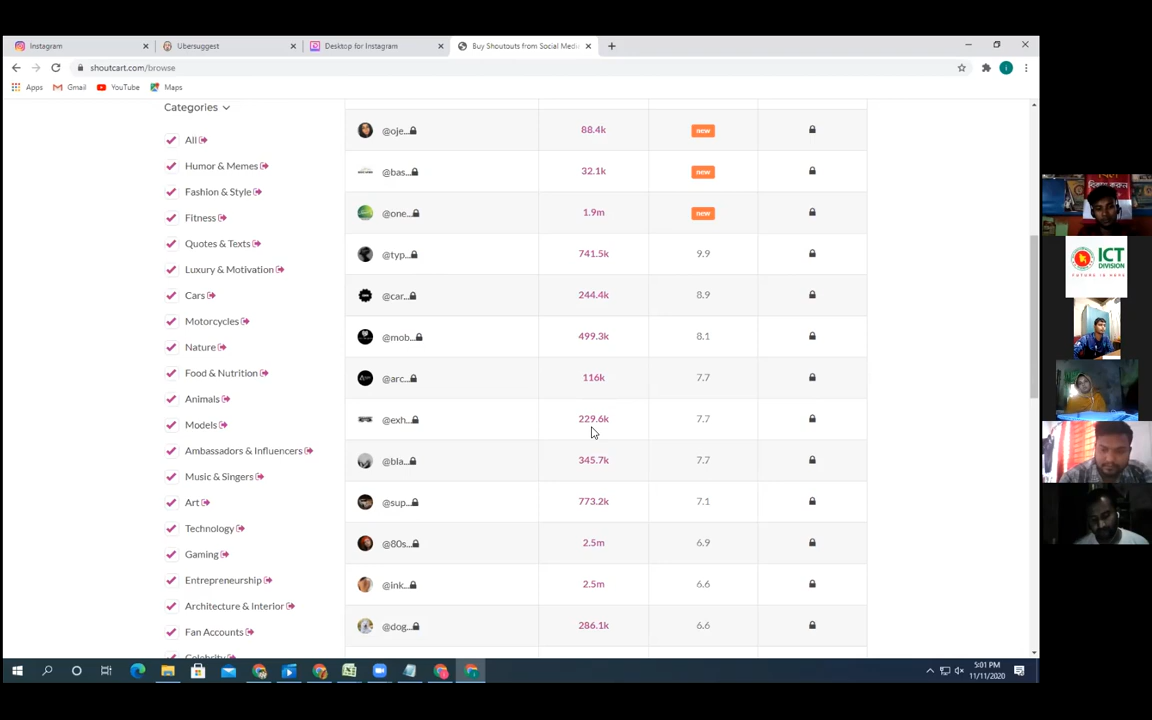 Instagram
Ubersuggest
Desktop for Instagram
Buy Shoutouts from Social Media
shoutcart.com/browse
Apps
Gmail
YouTube
Maps
Categories
All
Humor & Memes
Fashion & Style
Fitness
Quotes & Texts
Luxury & Motivation
Cars
Motorcycles
Nature
Food & Nutrition
Animals
Models
Ambassadors & Influencers
Music & Singers
Art
Technology
Gaming
Entrepreneurship
Architecture & Interior
Fan Accounts
Celebrity
@oje... 88.4k new
@bas... 32.1k new
@one... 1.9m new
@typ... 741.5k 9.9
@car... 244.4k 8.9
@mob... 499.3k 8.1
@arc... 116k 7.7
@exh... 229.6k 7.7
@bla... 345.7k 7.7
@sup... 773.2k 7.1
@80s... 2.5m 6.9
@ink... 2.5m 6.6
@dog... 286.1k 6.6
ICT
DIVISION
FUTURE IS HERE
5:01 PM
11/11/2020